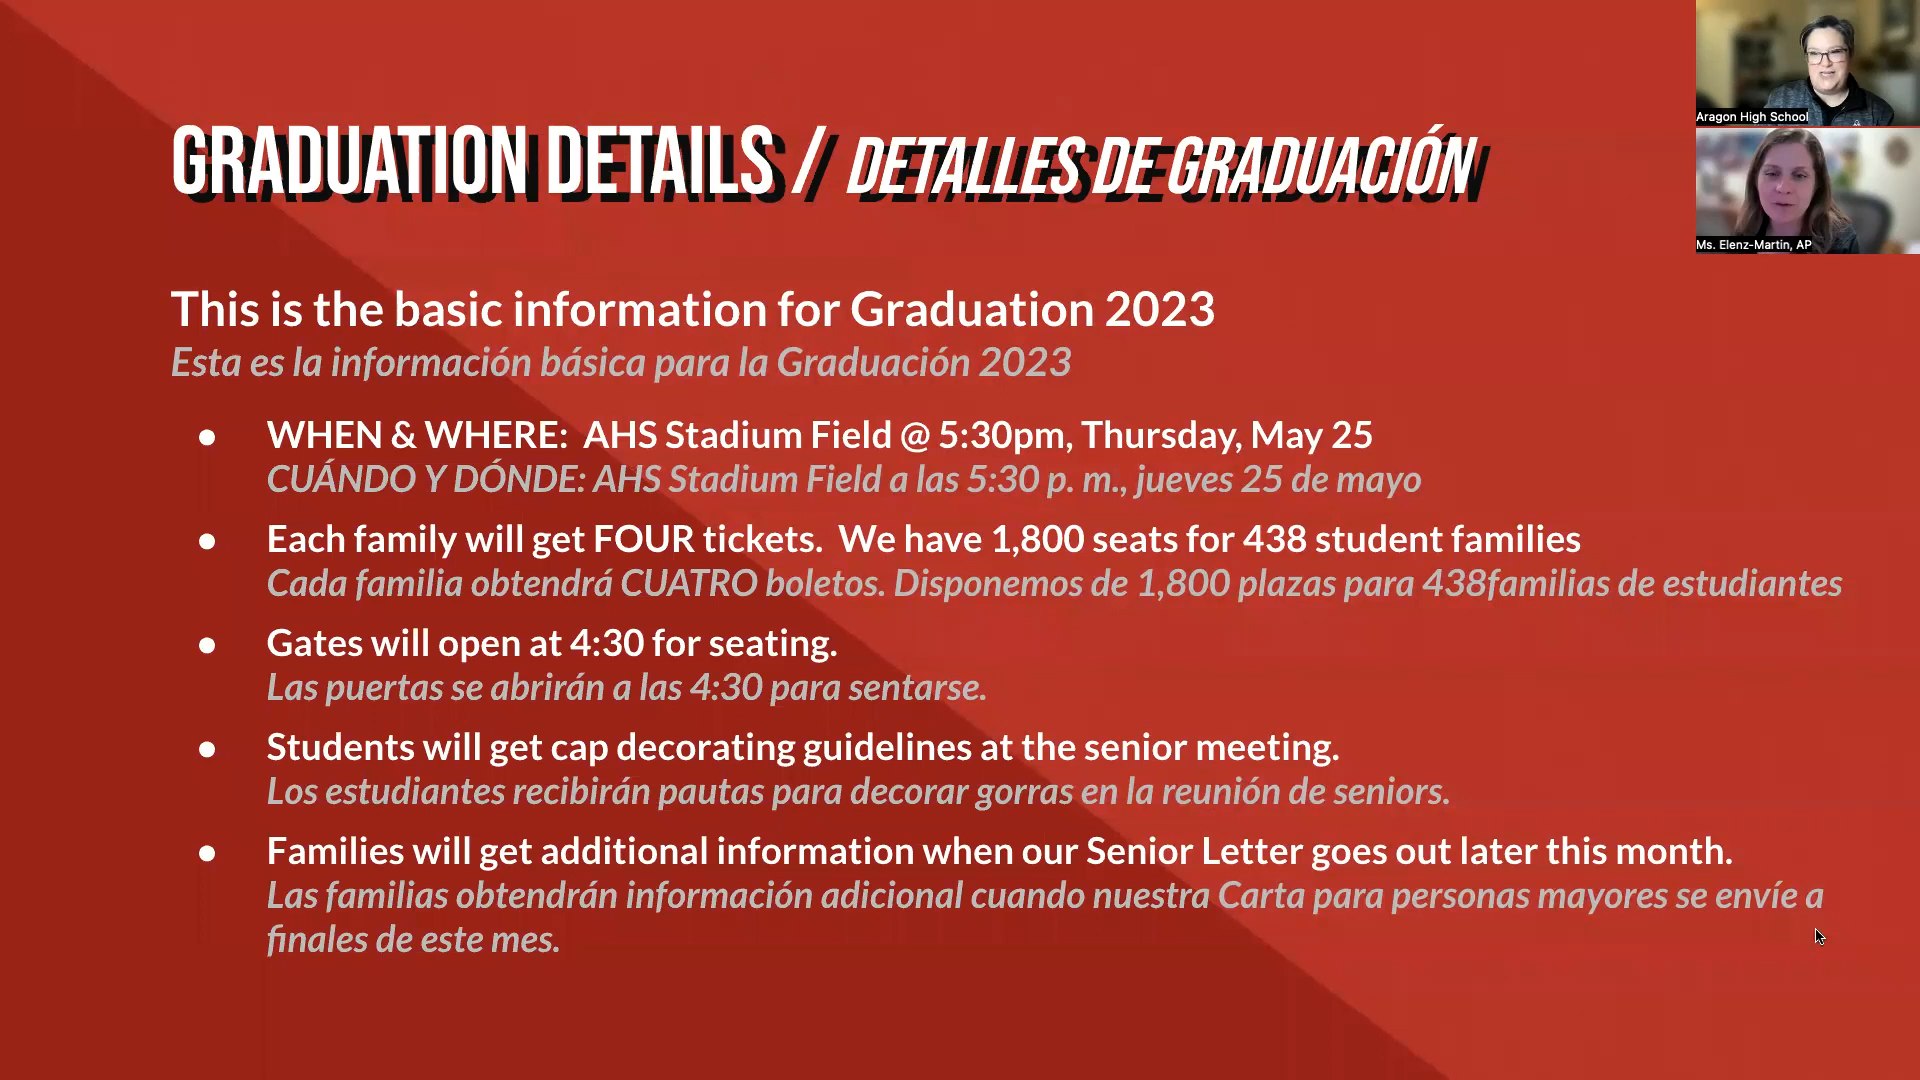 GRADUATION DETAILS / DETALLES DE GRADUACIÓN
Aragon High School
Ms. Elenz-Martin, AP
This is the basic information for Graduation 2023
Esta es la información básica para la Graduación 2023
● WHEN & WHERE: AHS Stadium Field @ 5:30pm, Thursday, May 25
CUÁNDO Y DÓNDE: AHS Stadium Field a las 5:30 p. m., jueves 25 de mayo
● Each family will get FOUR tickets. We have 1,800 seats for 438 student families
Cada familia obtendrá CUATRO boletos. Disponemos de 1,800 plazas para 438familias de estudiantes
● Gates will open at 4:30 for seating.
Las puertas se abrirán a las 4:30 para sentarse.
● Students will get cap decorating guidelines at the senior meeting.
Los estudiantes recibirán pautas para decorar gorras en la reunión de seniors.
● Families will get additional information when our Senior Letter goes out later this month.
Las familias obtendrán información adicional cuando nuestra Carta para personas mayores se envíe a
finales de este mes.